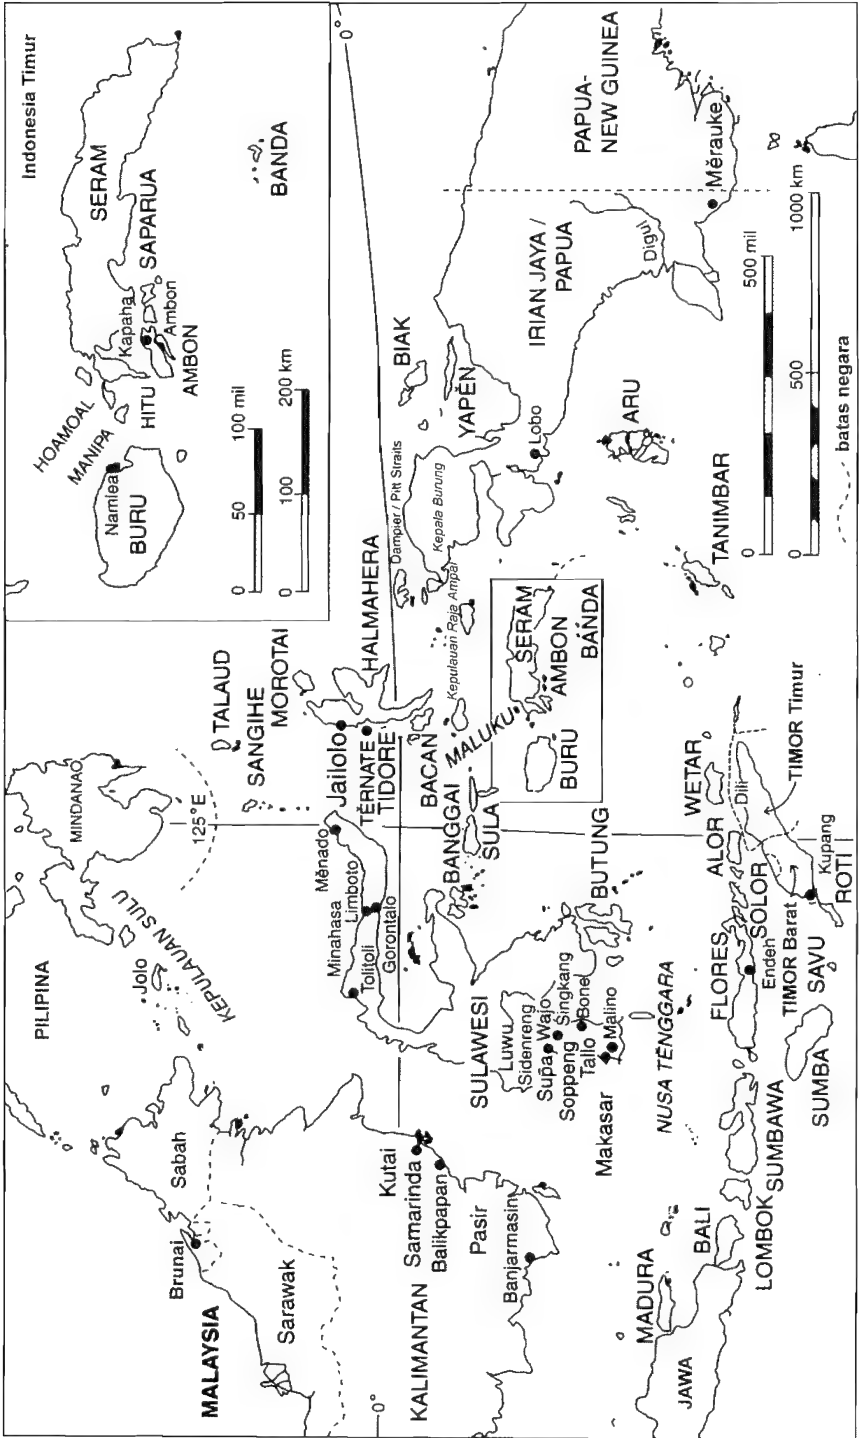 Indonesia Timur
SERAM
SAPARUA
BANDA
Kapaha
Ambon
AMBON
HITU
HOAMOAL
MANIPA
Namlea
BURU
0
50
100 mil
0
100
200 km
PILIPINA
MINDANAO
Jolo
KEPULAUAN SULU
125°E
TALAUD
SANGIHE
MOROTAI
HALMAHERA
Jailolo
TĔRNATE
TIDORE
BACAN
MALUKU
BANGGAI
SULA
Dampier / Pitt Straits
Kepala Burung
Kepulauan Raja Ampat
BIAK
YAPĔN
0°
PAPUA-
NEW GUINEA
IRIAN JAYA /
PAPUA
Digul
Mĕrauke
Lobo
ARU
TANIMBAR
SERAM
AMBON
BANDA
BURU
MALAYSIA
Brunai
Sabah
Sarawak
0°
KALIMANTAN
Kutai
Samarinda
Balikpapan
Pasir
Banjarmasin
Mĕnado
Minahasa
Limboto
Tolitoli
Gorontalo
SULAWESI
Luwu
Sidenreng
Supa
Wajo
Soppeng
Singkang
Tallo
Bone
Makasar
Malino
BUTUNG
NUSA TĔNGGARA
JAWA
MADURA
BALI
LOMBOK
SUMBAWA
SUMBA
FLORES
Endeh
SOLOR
ALOR
WETAR
Dili
TIMOR Timur
TIMOR Barat
Kupang
SAVU
ROTI
0
500 mil
0
500
1000 km
batas negara